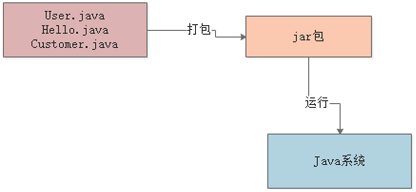 User.java
Hello.java
Customer.java
打包
jar包
运行
Java系统